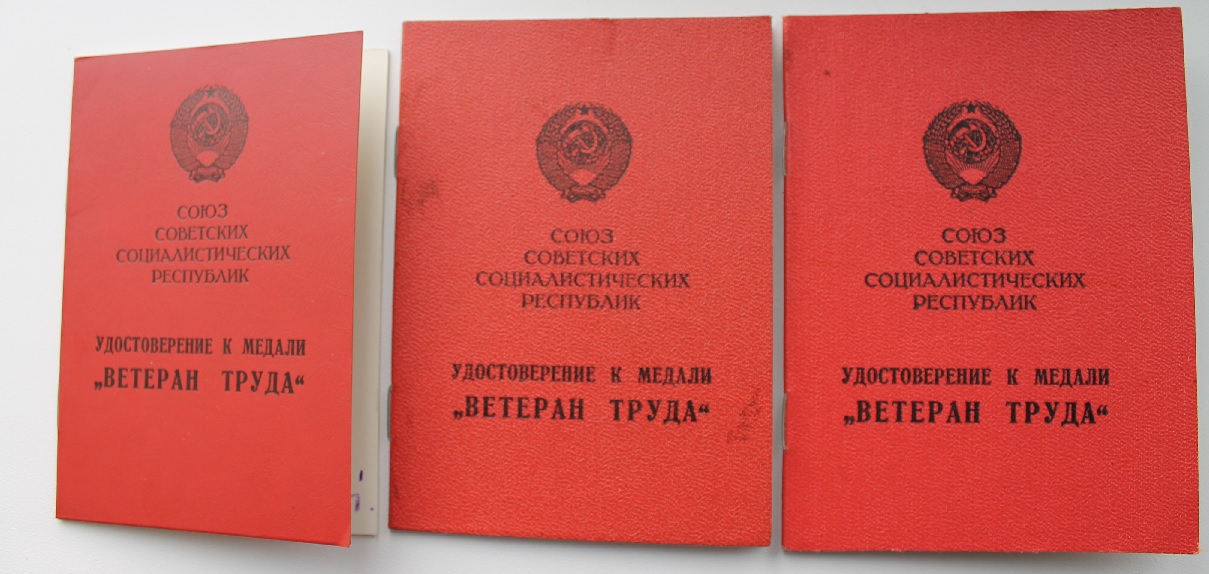 СОЮЗ
СОВЕТСКИХ
СОЦИАЛИСТИЧЕСКИХ
РЕСПУБЛИК
УДОСТОВЕРЕНИЕ К МЕДАЛИ
„ВЕТЕРАН ТРУДА“
СОЮЗ
СОВЕТСКИХ
СОЦИАЛИСТИЧЕСКИХ
РЕСПУБЛИК
УДОСТОВЕРЕНИЕ К МЕДАЛИ
„ВЕТЕРАН ТРУДА“
СОЮЗ
СОВЕТСКИХ
СОЦИАЛИСТИЧЕСКИХ
РЕСПУБЛИК
УДОСТОВЕРЕНИЕ К МЕДАЛИ
„ВЕТЕРАН ТРУДА“